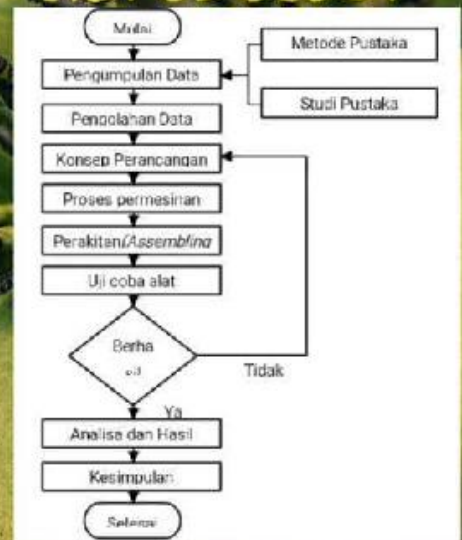 Mulai
Metode Pustaka
Pengumpulan Data
Studi Pustaka
Pengolahan Data
Konsep Perancangan
Proses permesinan
Perakitan(Assembling
Uji coba alat
Berha
Tidak
Ya
Analisa dan Hasil
Kesimpulan
Selesai